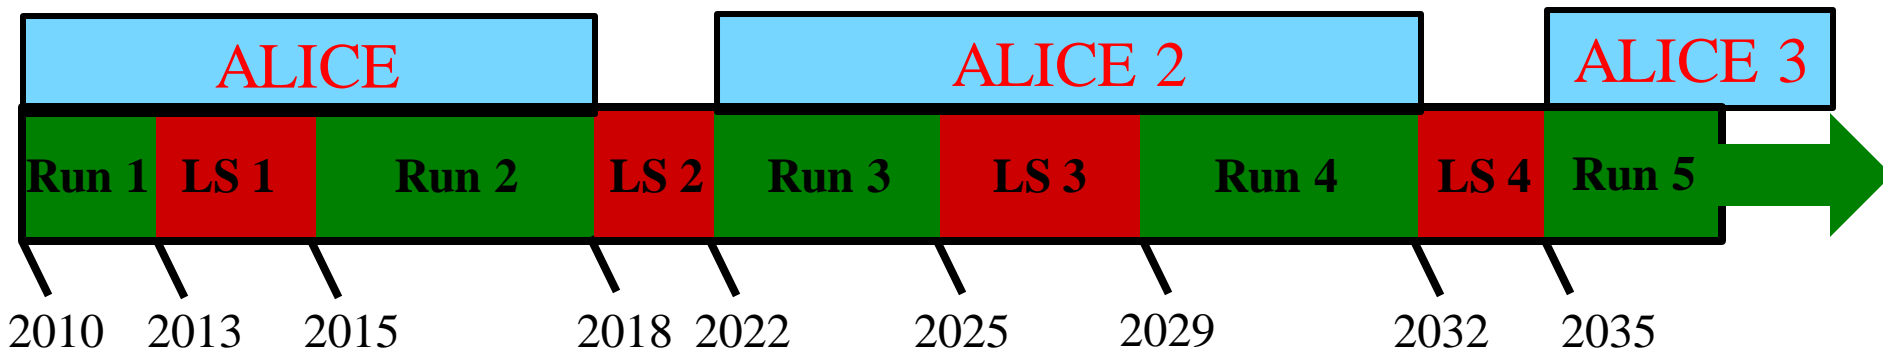 ALICE ALICE 2 ALICE 3
Run 1 LS 1 Run 2 LS 2 Run 3 LS 3 Run 4 LS 4 Run 5
2010 2013 2015 2018 2022 2025 2029 2032 2035